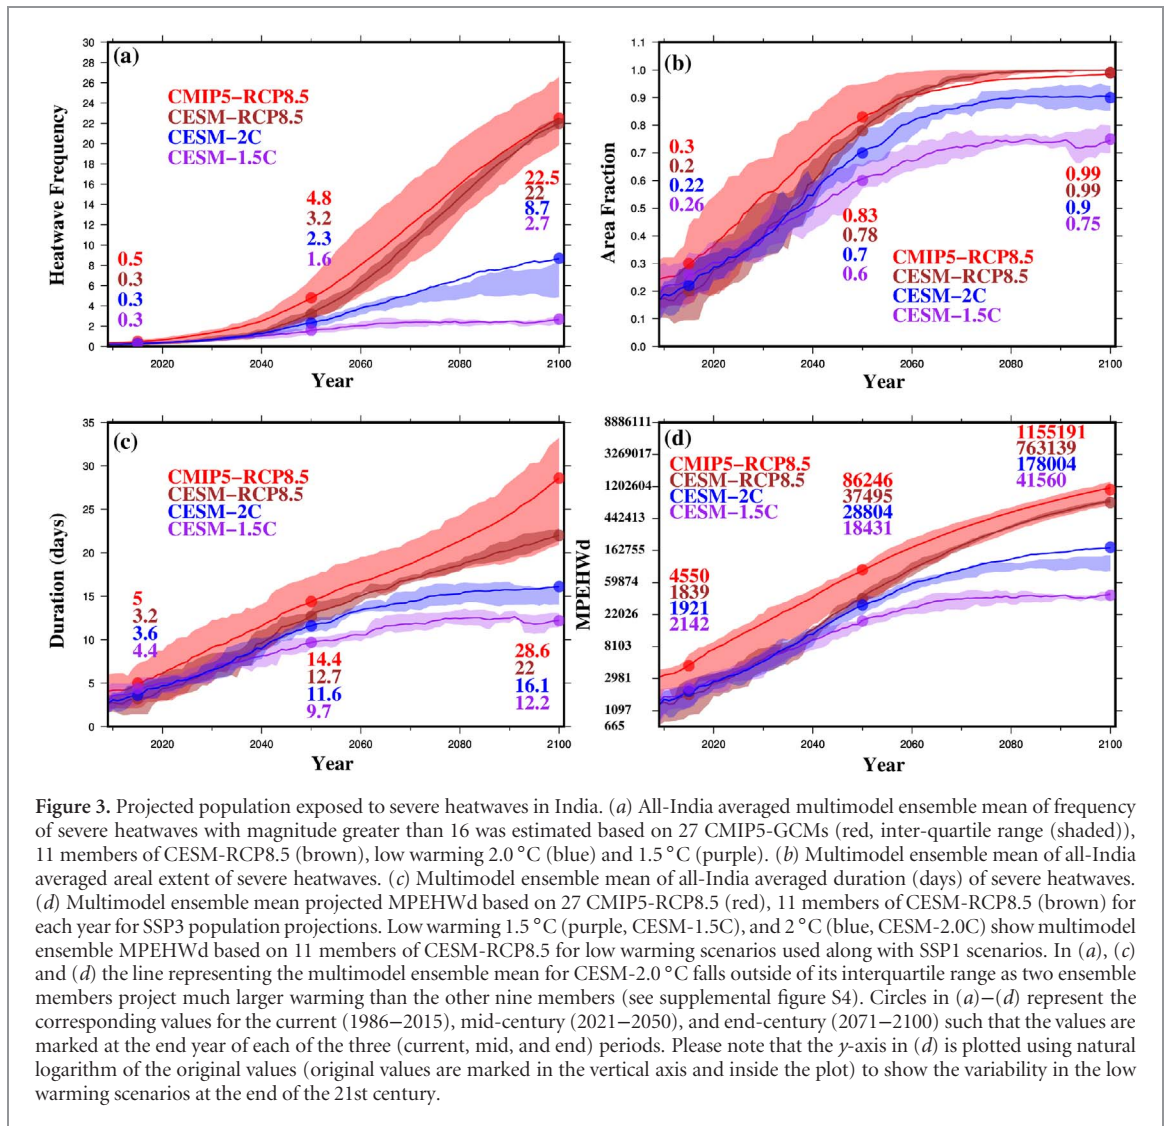 (a)
CMIP5−RCP8.5
CESM−RCP8.5
CESM−2C
CESM−1.5C
Heatwave Frequency
30
28
26
24
22
20
18
16
14
12
10
8
6
4
2
0
0.5
0.3
0.3
0.3
4.8
3.2
2.3
1.6
22.5
22
8.7
2.7
2020 2040 2060 2080 2100
Year
(b)
Area Fraction
1.1
1.0
0.9
0.8
0.7
0.6
0.5
0.4
0.3
0.2
0.1
0.0
0.3
0.2
0.22
0.26
0.83
0.78
0.7
0.6
0.99
0.99
0.9
0.75
CMIP5−RCP8.5
CESM−RCP8.5
CESM−2C
CESM−1.5C
2020 2040 2060 2080 2100
Year
(c)
CMIP5−RCP8.5
CESM−RCP8.5
CESM−2C
CESM−1.5C
Duration (days)
35
30
25
20
15
10
5
0
5
3.2
3.6
4.4
14.4
12.7
11.6
9.7
28.6
22
16.1
12.2
2020 2040 2060 2080 2100
Year
(d)
CMIP5−RCP8.5
CESM−RCP8.5
CESM−2C
CESM−1.5C
MPEHWd
8886111
3269017
1202604
442413
162755
59874
22026
8103
2981
1097
665
4550
1839
1921
2142
86246
37495
28804
18431
1155191
763139
178004
41560
2020 2040 2060 2080 2100
Year
Figure 3. Projected population exposed to severe heatwaves in India. (a) All-India averaged multimodel ensemble mean of frequency
of severe heatwaves with magnitude greater than 16 was estimated based on 27 CMIP5-GCMs (red, inter-quartile range (shaded)),
11 members of CESM-RCP8.5 (brown), low warming 2.0 °C (blue) and 1.5 °C (purple). (b) Multimodel ensemble mean of all-India
averaged areal extent of severe heatwaves. (c) Multimodel ensemble mean of all-India averaged duration (days) of severe heatwaves.
(d) Multimodel ensemble mean projected MPEHWd based on 27 CMIP5-RCP8.5 (red), 11 members of CESM-RCP8.5 (brown) for
each year for SSP3 population projections. Low warming 1.5 °C (purple, CESM-1.5C), and 2 °C (blue, CESM-2.0C) show multimodel
ensemble MPEHWd based on 11 members of CESM-RCP8.5 for low warming scenarios used along with SSP1 scenarios. In (a), (c)
and (d) the line representing the multimodel ensemble mean for CESM-2.0 °C falls outside of its interquartile range as two ensemble
members project much larger warming than the other nine members (see supplemental figure S4). Circles in (a)−(d) represent the
corresponding values for the current (1986−2015), mid-century (2021−2050), and end-century (2071−2100) such that the values are
marked at the end year of each of the three (current, mid, and end) periods. Please note that the y-axis in (d) is plotted using natural
logarithm of the original values (original values are marked in the vertical axis and inside the plot) to show the variability in the low
warming scenarios at the end of the 21st century.